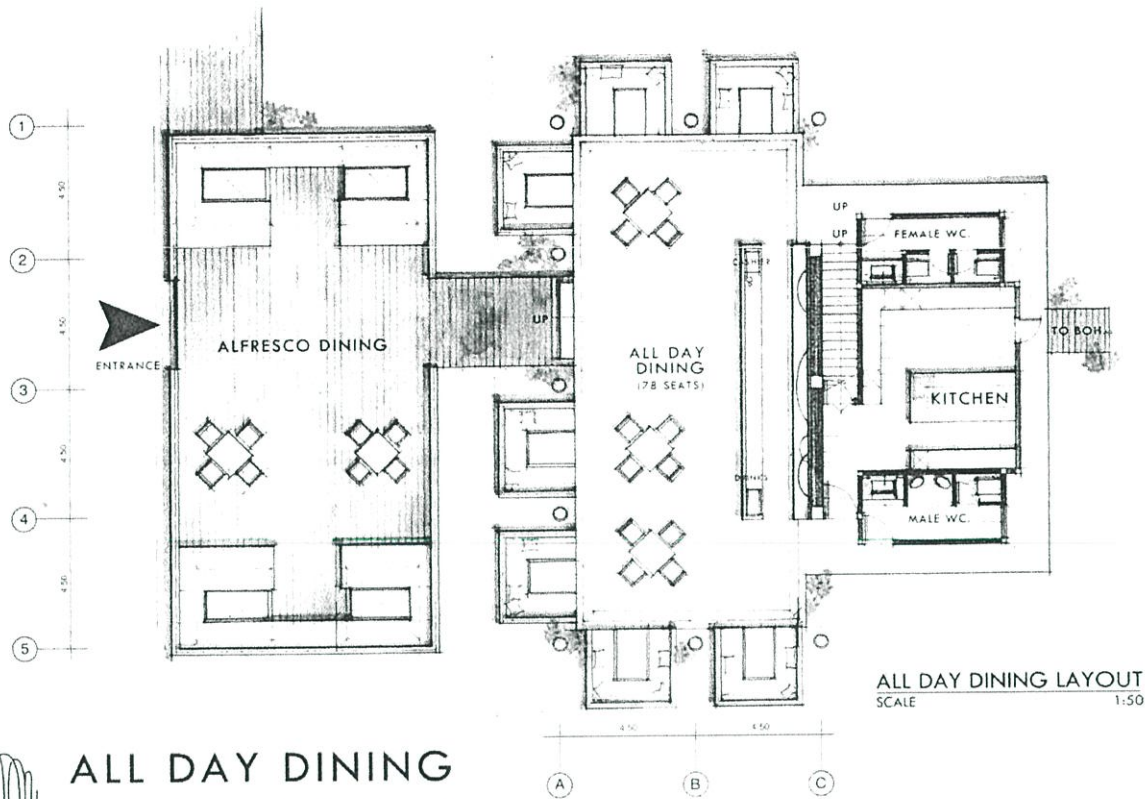 1
4.50
2
4.50
3
4.50
4
4.50
5
ENTRANCE
ALFRESCO DINING
UP
ALL DAY
DINING
(78 SEATS)
CASHIER
UP
UP
FEMALE WC.
TO BOH
KITCHEN
MALE WC.
ALL DAY DINING LAYOUT
SCALE 1:50
4.50
4.50
A
B
C
ALL DAY DINING